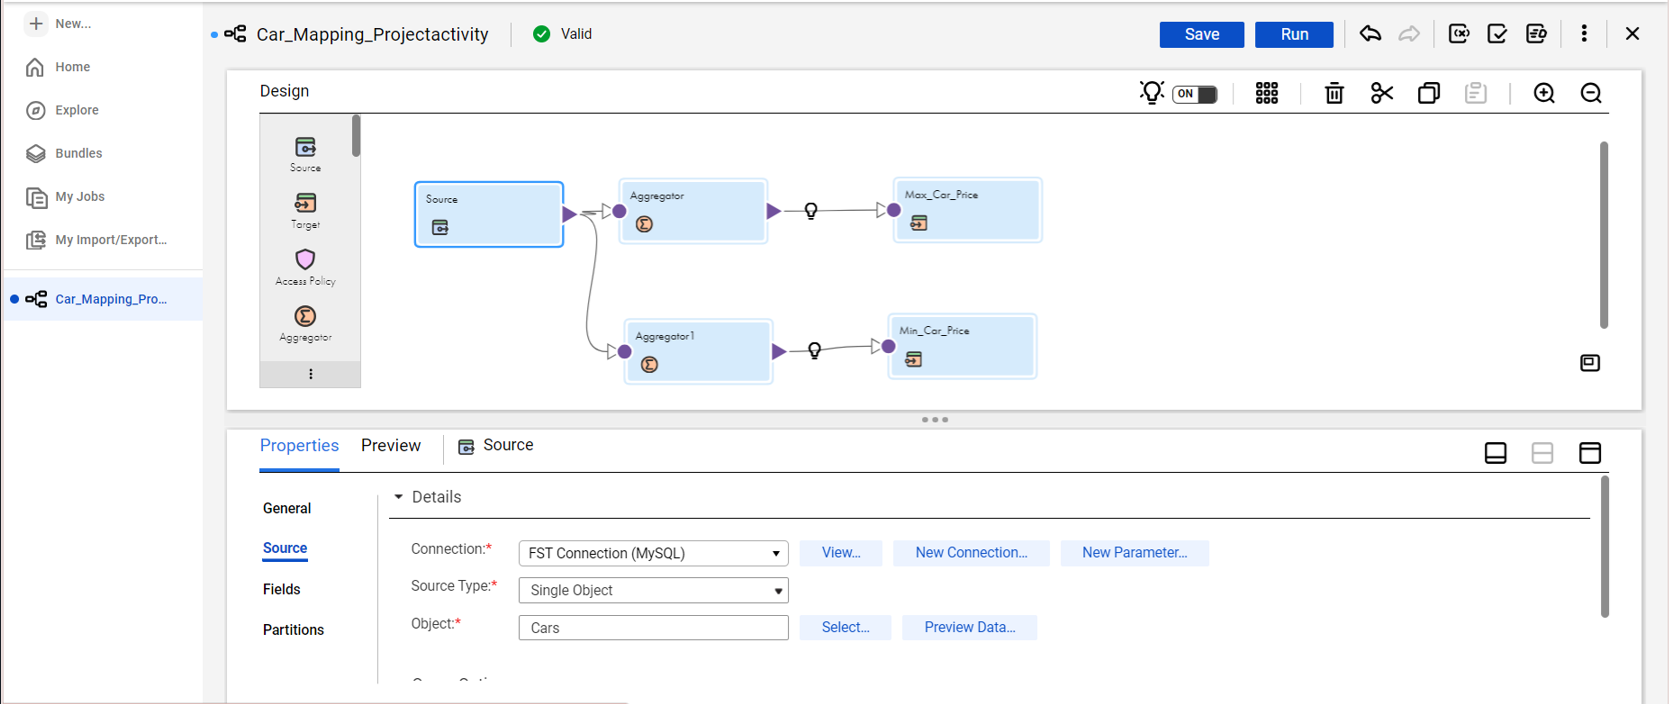 New...
Home
Explore
Bundles
My Jobs
My Import/Export...
Car_Mapping_Pro...
Car_Mapping_Projectactivity
Valid
Save
Run
Design
ON
Source
Target
Access Policy
Aggregator
Source
Aggregator
Max_Car_Price
Aggregator1
Min_Car_Price
Properties
Preview
Source
General
Source
Fields
Partitions
Details
Connection:*
FST Connection (MySQL)
View...
New Connection...
New Parameter...
Source Type:*
Single Object
Object:*
Cars
Select...
Preview Data...